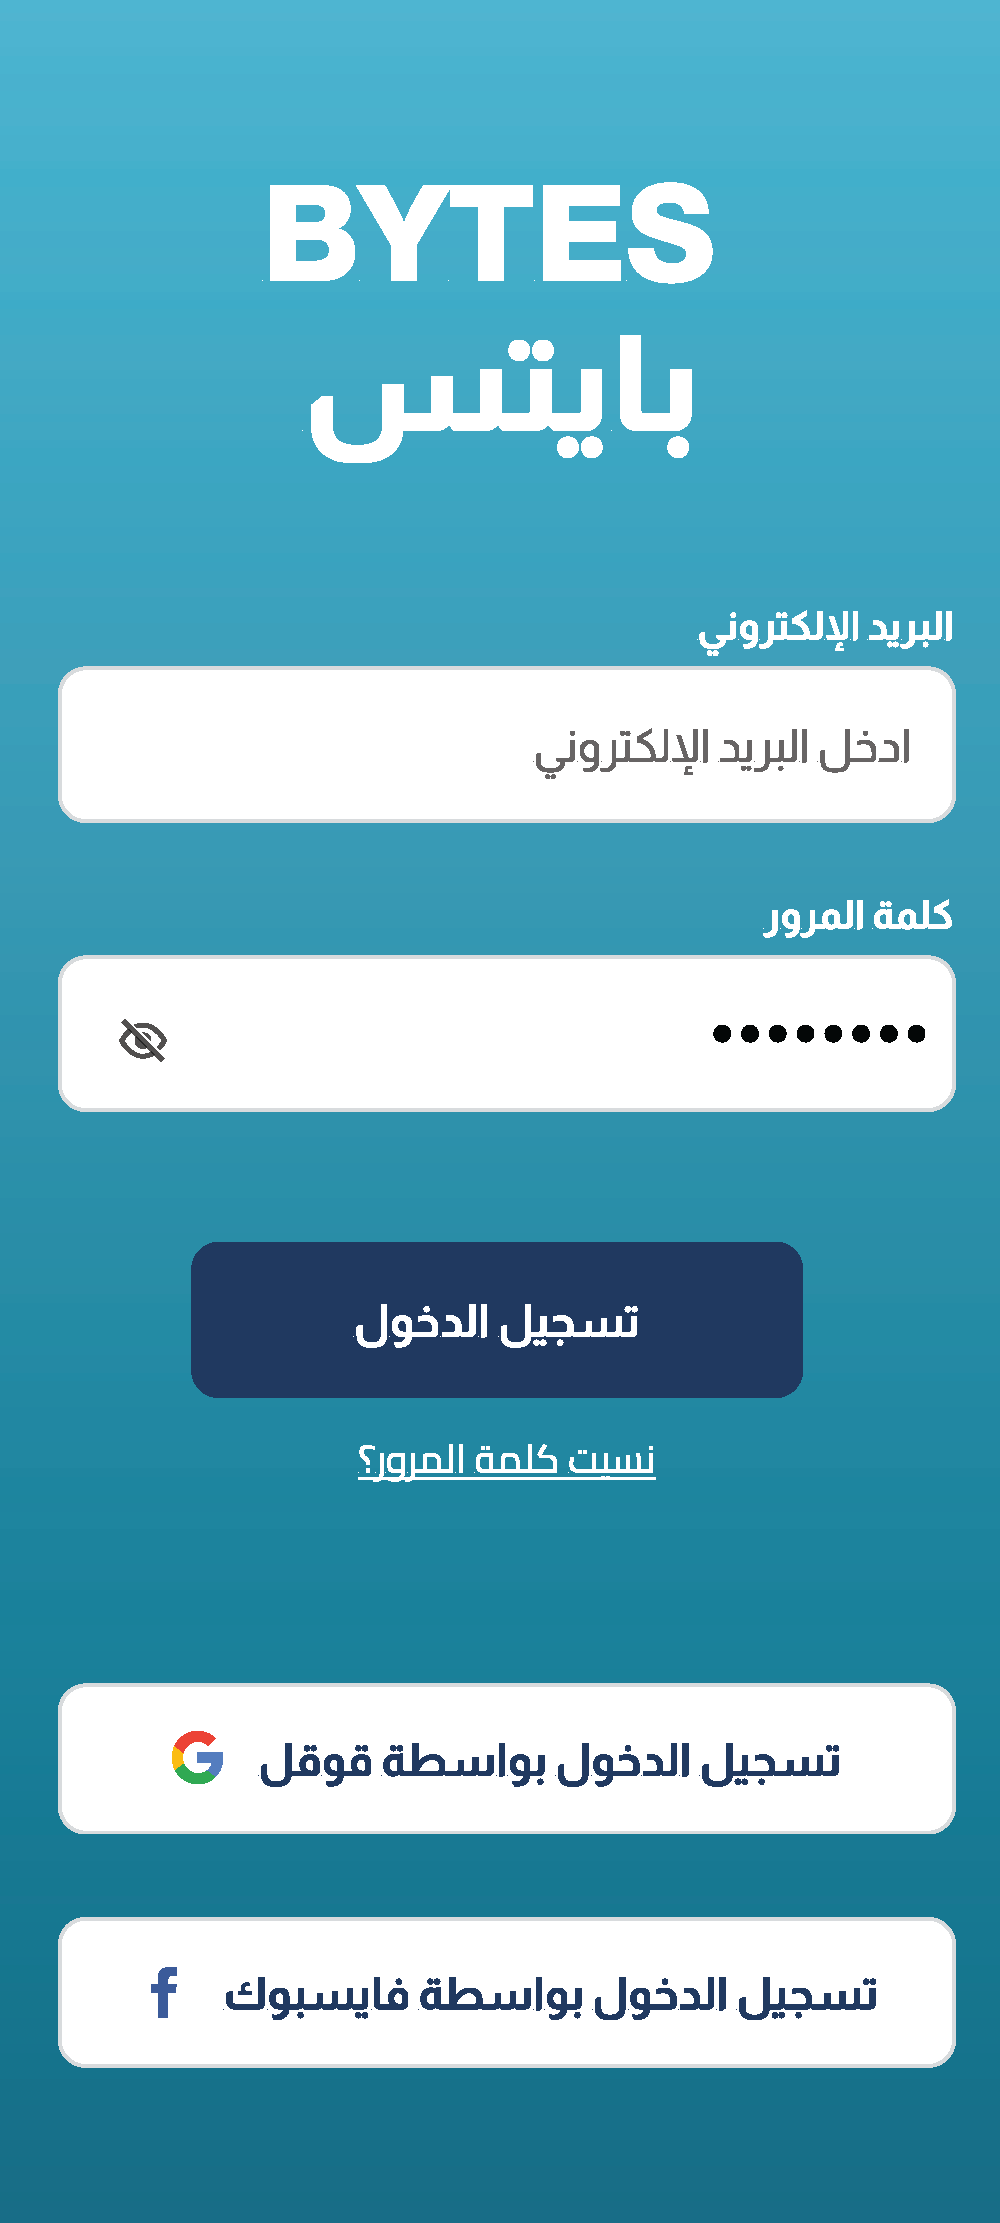 BYTES
بايتس
البريد الإلكتروني
ادخل البريد الإلكتروني
كلمة المرور
••••••••
تسجيل الدخول
نسيت كلمة المرور؟
تسجيل الدخول بواسطة قوقل
تسجيل الدخول بواسطة فايسبوك